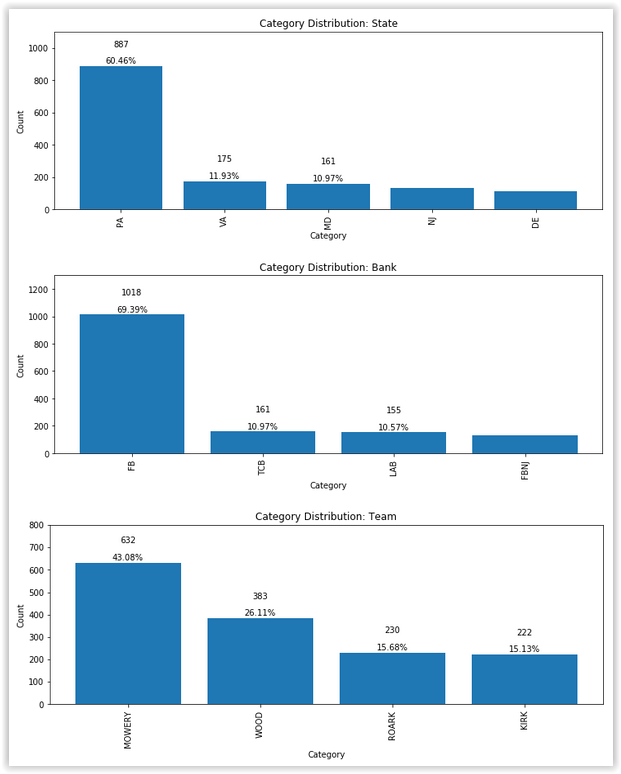 Category Distribution: State
1000
800
600
400
200
0
Count
887
60.46%
175
11.93%
161
10.97%
PA
VA
MD
NJ
DE
Category
Category Distribution: Bank
1200
1000
800
600
400
200
0
Count
1018
69.39%
161
10.97%
155
10.57%
FB
TCB
LAB
FBNJ
Category
Category Distribution: Team
800
700
600
500
400
300
200
100
0
Count
632
43.08%
383
26.11%
230
15.68%
222
15.13%
MOWERY
WOOD
ROARK
KIRK
Category